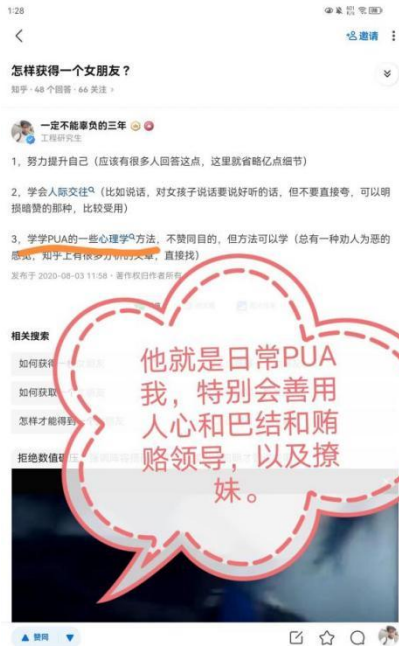 1:28
邀请
怎样获得一个女朋友？
知乎 · 48 个回答 · 66 关注 >
一定不能辜负的三年
工程研究生
1，努力提升自己（应该有很多人回答这点，这里就省略亿点细节）
2，学会人际交往（比如说话，对女孩子说话要说好听的话，但不要直接夸，可以明
损暗赞的那种，比较受用）
3，学学PUA的一些心理学方法，不赞同目的，但方法可以学（总有一种劝人为恶的
感觉，知乎上有很多分析的文章，直接找）
发布于 2020-08-03 11:58 · 著作权归作者所有
相关搜索
如何获得
如何获取
怎样才能得到
拒绝数值
他就是日常PUA
我，特别会善用
人心和巴结和贿
赂领导，以及撩
妹。
赞同